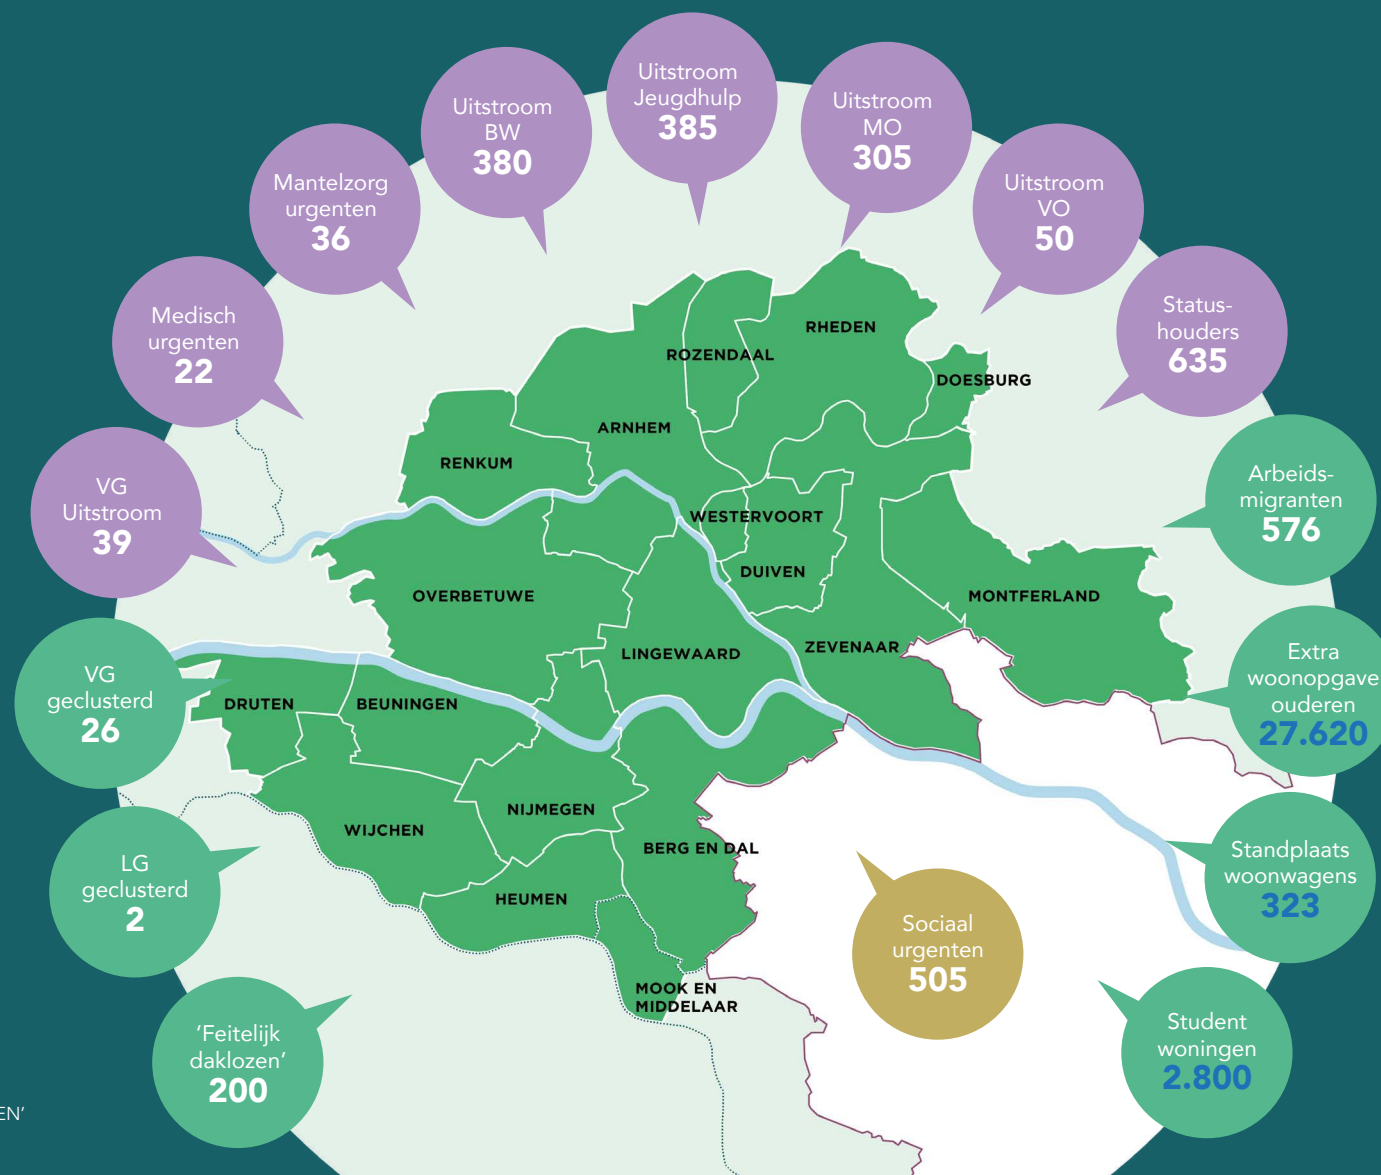 Uitstroom
Jeugdhulp
385
Uitstroom
BW
380
Uitstroom
MO
305
Mantelzorg
urgenten
36
Uitstroom
VO
50
Medisch
urgenten
22
Status-
houders
635
VG
Uitstroom
39
Arbeids-
migranten
576
VG
geclusterd
26
Extra
woonopgave
ouderen
27.620
LG
geclusterd
2
Standplaats
woonwagens
323
'Feitelijk
daklozen'
200
Sociaal
urgenten
505
Student
woningen
2.800
RHEDEN
ROZENDAAL
DOESBURG
ARNHEM
RENKUM
WESTERVOORT
DUIVEN
OVERBETUWE
MONTFERLAND
LINGEWAARD
ZEVENAAR
DRUTEN
BEUNINGEN
NIJMEGEN
WIJCHEN
BERG EN DAL
HEUMEN
MOOK EN
MIDDELAAR
EN'